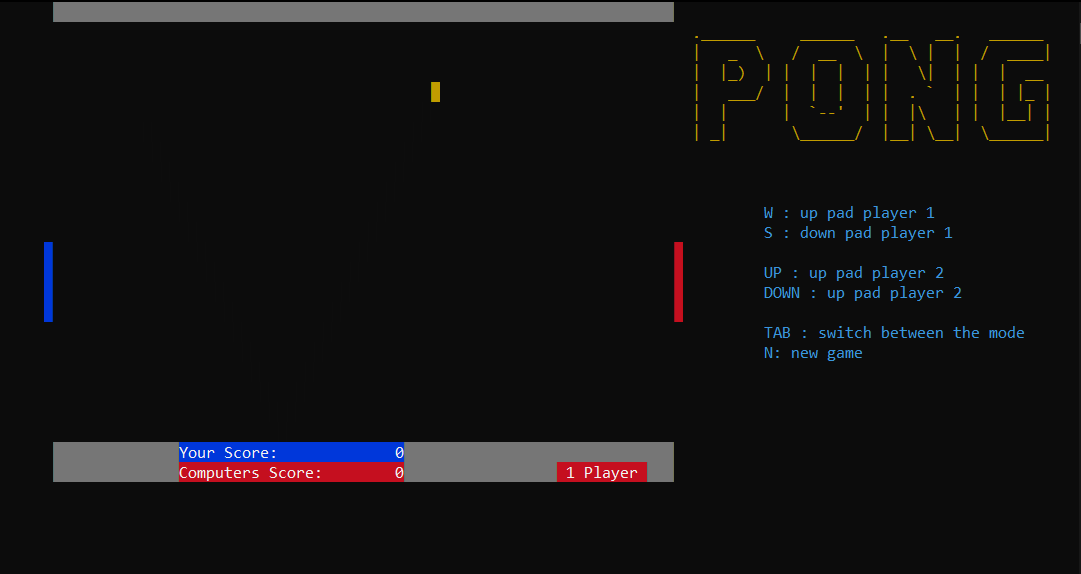 PONG
W : up pad player 1
S : down pad player 1
UP : up pad player 2
DOWN : up pad player 2
TAB : switch between the mode
N: new game
Your Score: 0
Computers Score: 0
1 Player